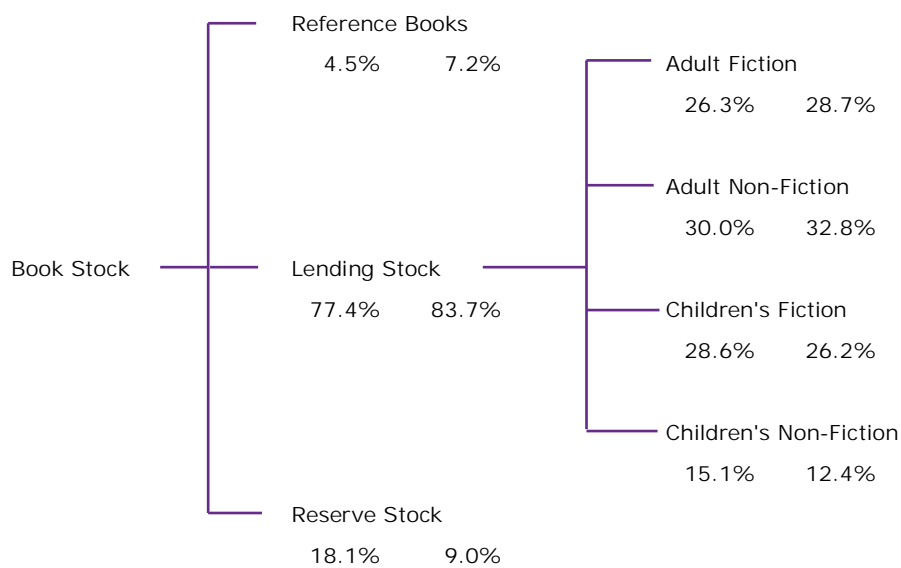 Reference Books
4.5% 7.2%
Adult Fiction
26.3% 28.7%
Adult Non-Fiction
30.0% 32.8%
Book Stock
Lending Stock
77.4% 83.7%
Children's Fiction
28.6% 26.2%
Children's Non-Fiction
15.1% 12.4%
Reserve Stock
18.1% 9.0%